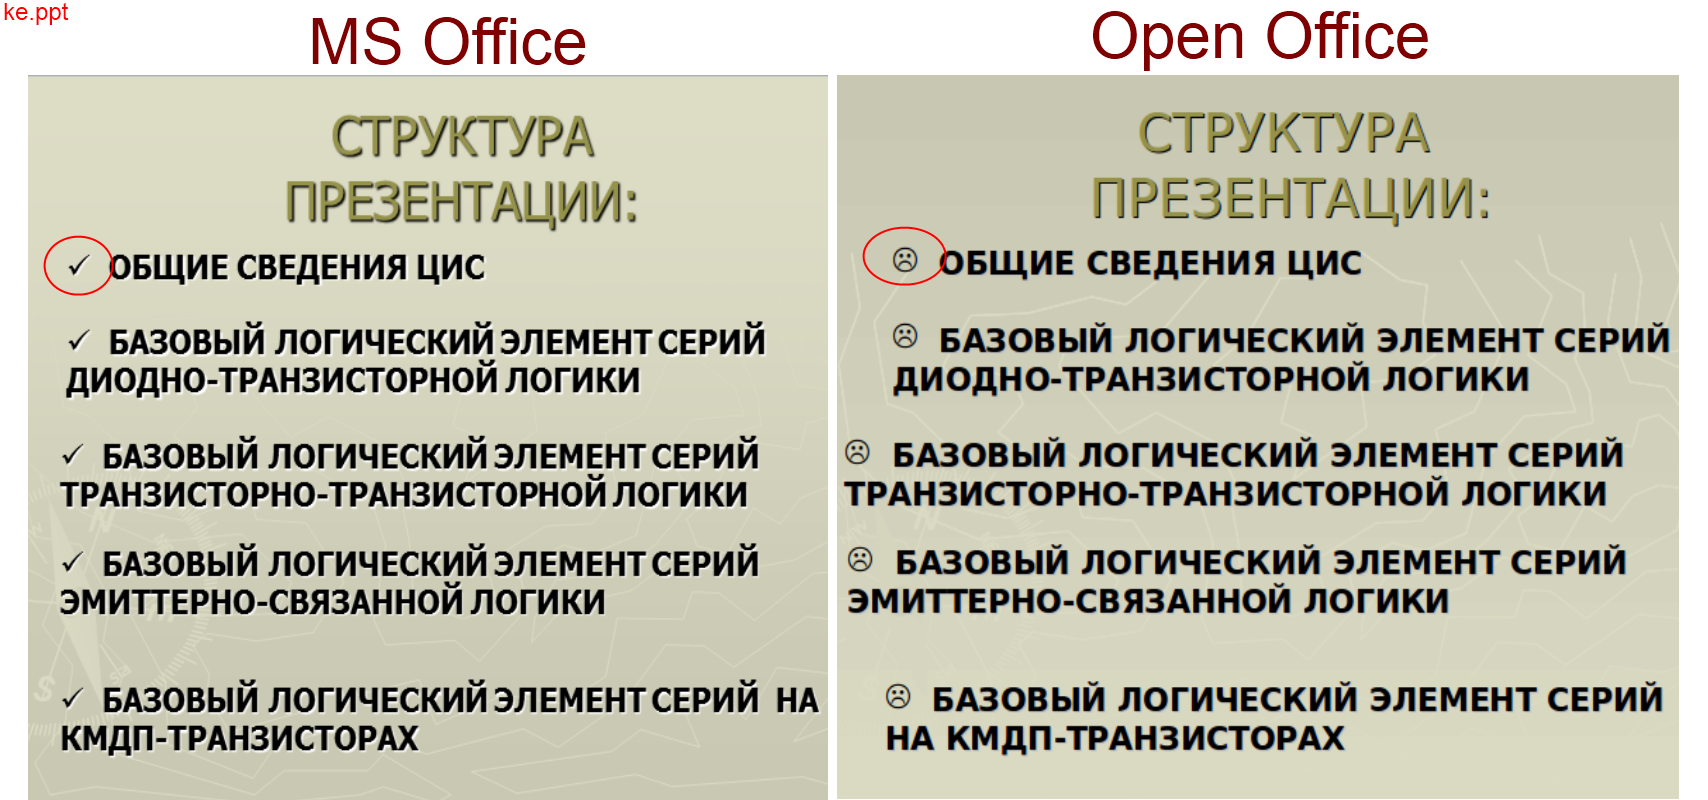 ke.ppt
MS Office
СТРУКТУРА
ПРЕЗЕНТАЦИИ:
✓ ОБЩИЕ СВЕДЕНИЯ ЦИС
✓ БАЗОВЫЙ ЛОГИЧЕСКИЙ ЭЛЕМЕНТ СЕРИЙ
ДИОДНО-ТРАНЗИСТОРНОЙ ЛОГИКИ
✓ БАЗОВЫЙ ЛОГИЧЕСКИЙ ЭЛЕМЕНТ СЕРИЙ
ТРАНЗИСТОРНО-ТРАНЗИСТОРНОЙ ЛОГИКИ
✓ БАЗОВЫЙ ЛОГИЧЕСКИЙ ЭЛЕМЕНТ СЕРИЙ
ЭМИТТЕРНО-СВЯЗАННОЙ ЛОГИКИ
✓ БАЗОВЫЙ ЛОГИЧЕСКИЙ ЭЛЕМЕНТ СЕРИЙ НА
КМДП-ТРАНЗИСТОРАХ
Open Office
СТРУКТУРА
ПРЕЗЕНТАЦИИ:
☹ ОБЩИЕ СВЕДЕНИЯ ЦИС
☹ БАЗОВЫЙ ЛОГИЧЕСКИЙ ЭЛЕМЕНТ СЕРИЙ
ДИОДНО-ТРАНЗИСТОРНОЙ ЛОГИКИ
☹ БАЗОВЫЙ ЛОГИЧЕСКИЙ ЭЛЕМЕНТ СЕРИЙ
ТРАНЗИСТОРНО-ТРАНЗИСТОРНОЙ ЛОГИКИ
☹ БАЗОВЫЙ ЛОГИЧЕСКИЙ ЭЛЕМЕНТ СЕРИЙ
ЭМИТТЕРНО-СВЯЗАННОЙ ЛОГИКИ
☹ БАЗОВЫЙ ЛОГИЧЕСКИЙ ЭЛЕМЕНТ СЕРИЙ
НА КМДП-ТРАНЗИСТОРАХ